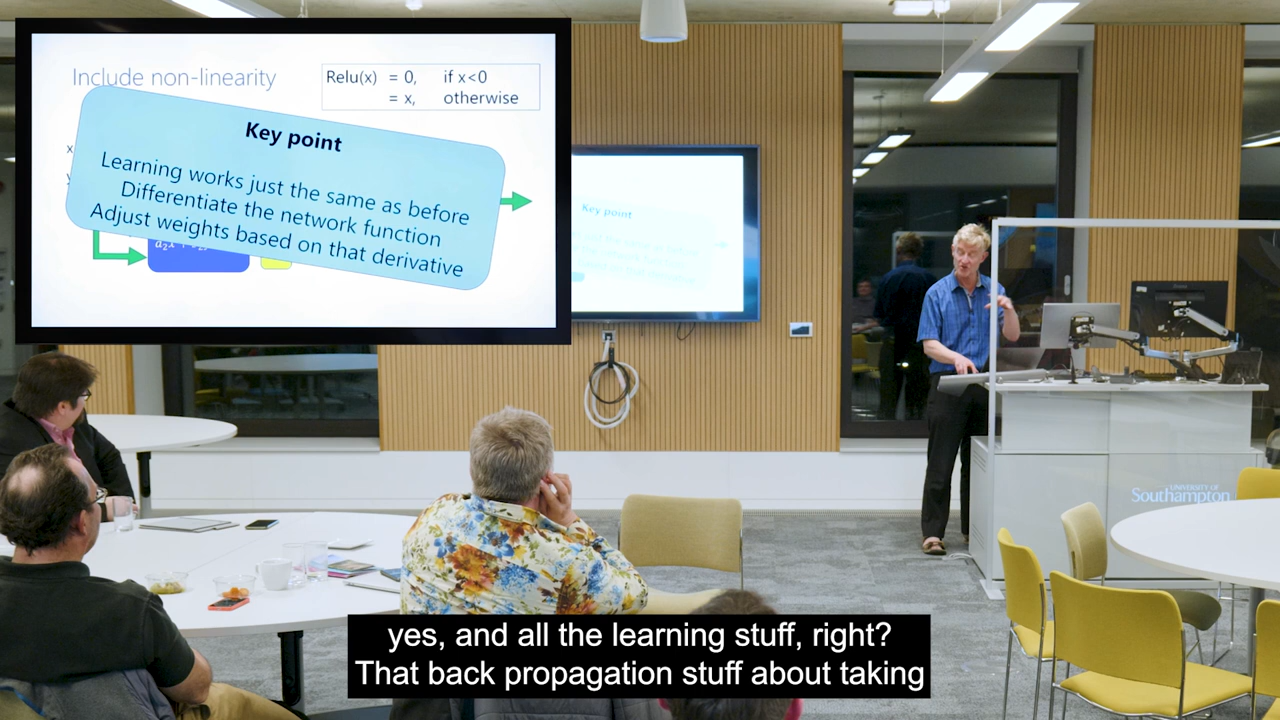 Include non-linearity
Relu(x) = 0, if x<0
= x, otherwise
Key point
Learning works just the same as before
Differentiate the network function
Adjust weights based on that derivative
x
Key point
UNIVERSITY OF
Southampton
yes, and all the learning stuff, right?
That back propagation stuff about taking